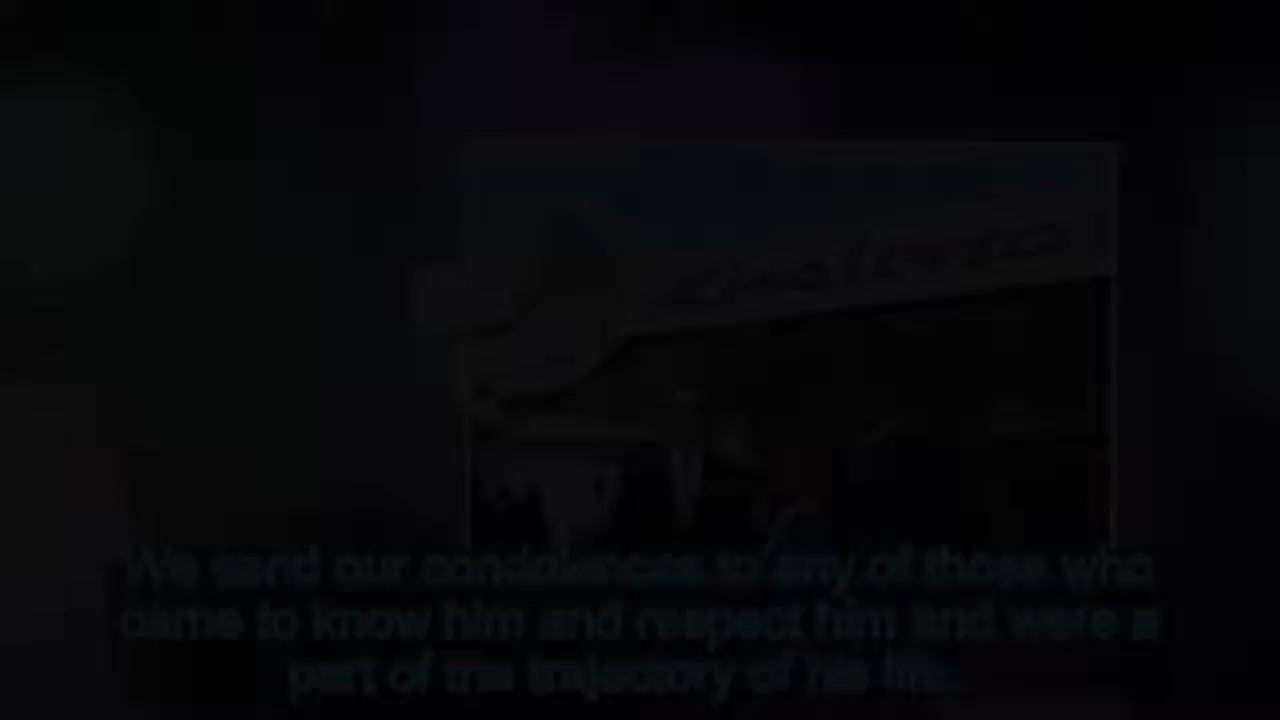 We send our condolences to any of those who
came to know him and respect him and were a
part of the trajectory of his life.